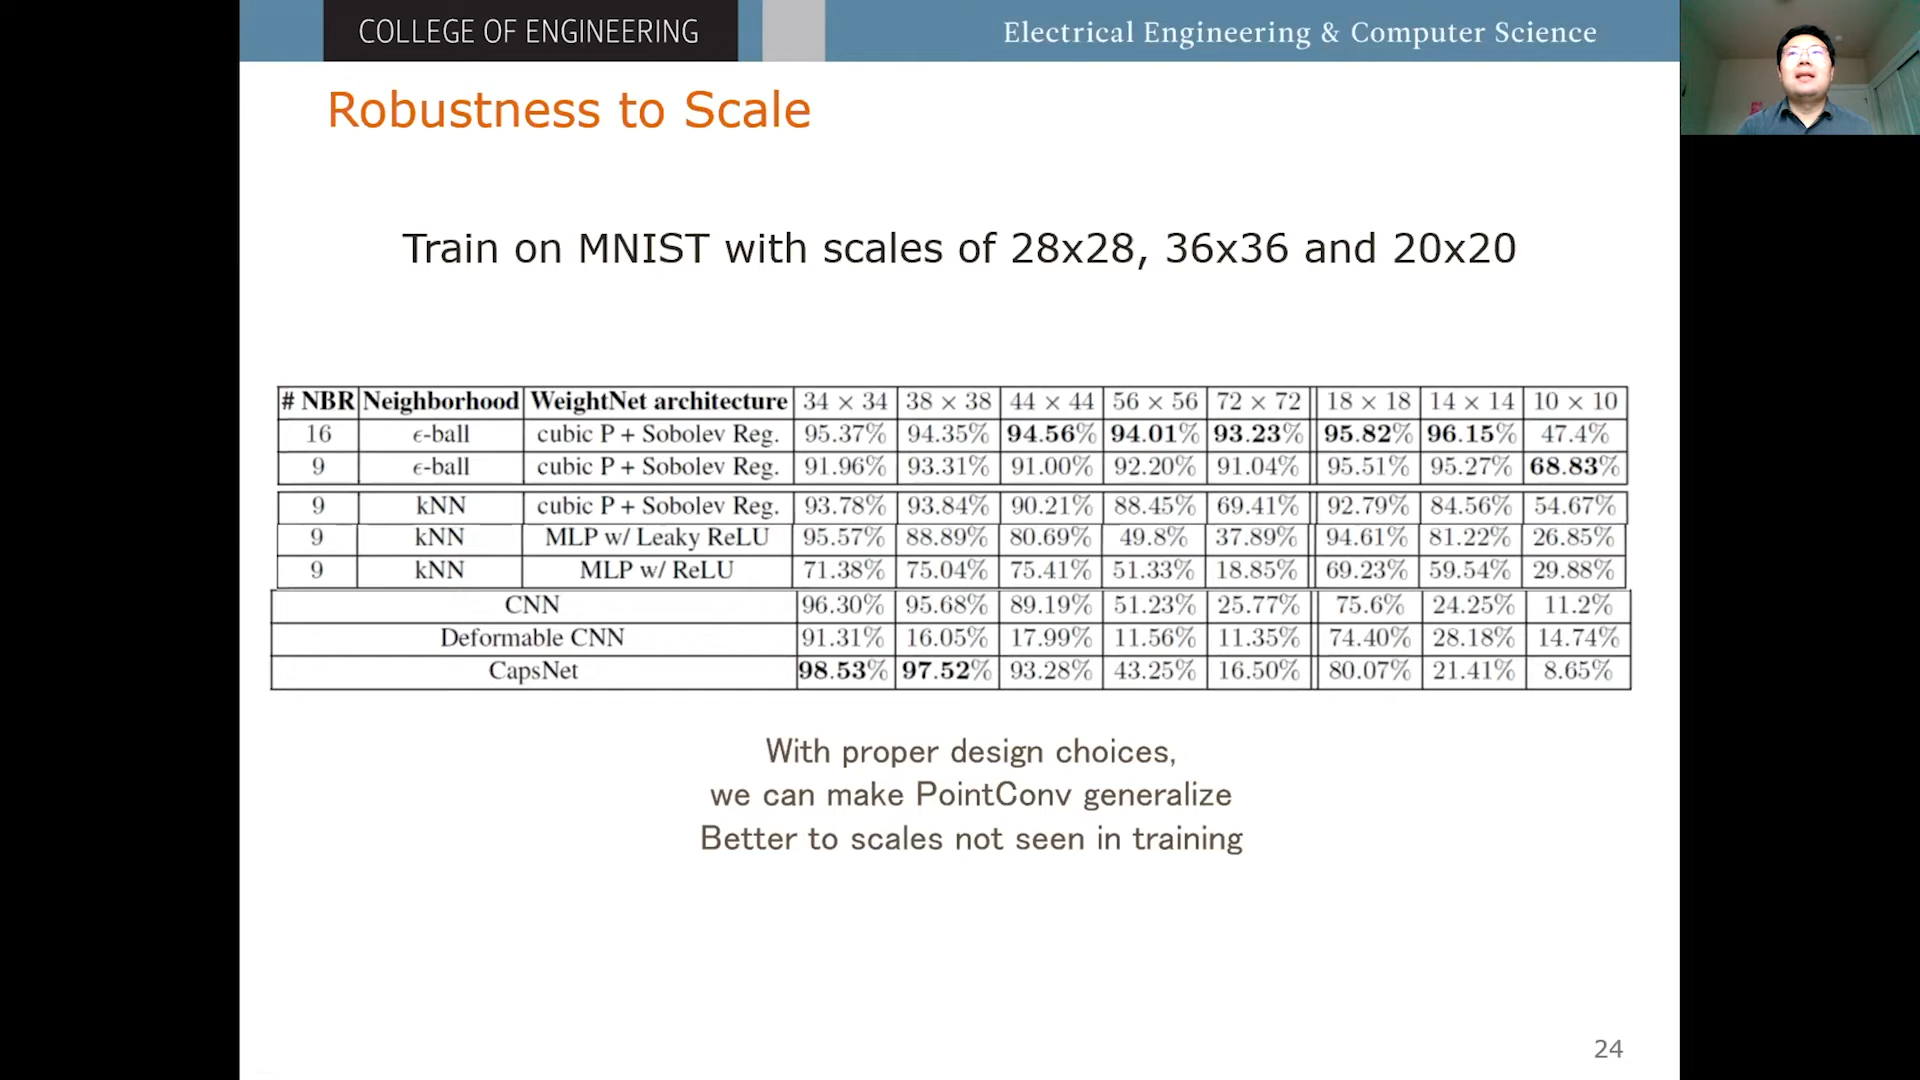 COLLEGE OF ENGINEERING
Electrical Engineering & Computer Science
Robustness to Scale
Train on MNIST with scales of 28x28, 36x36 and 20x20
# NBR Neighborhood WeightNet architecture 34 × 34 38 × 38 44 × 44 56 × 56 72 × 72 18 × 18 14 × 14 10 × 10
16 ϵ-ball cubic P + Sobolev Reg. 95.37% 94.35% 94.56% 94.01% 93.23% 95.82% 96.15% 47.4%
9 ϵ-ball cubic P + Sobolev Reg. 91.96% 93.31% 91.00% 92.20% 91.04% 95.51% 95.27% 68.83%
9 kNN cubic P + Sobolev Reg. 93.78% 93.84% 90.21% 88.45% 69.41% 92.79% 84.56% 54.67%
9 kNN MLP w/ Leaky ReLU 95.57% 88.89% 80.69% 49.8% 37.89% 94.61% 81.22% 26.85%
9 kNN MLP w/ ReLU 71.38% 75.04% 75.41% 51.33% 18.85% 69.23% 59.54% 29.88%
CNN 96.30% 95.68% 89.19% 51.23% 25.77% 75.6% 24.25% 11.2%
Deformable CNN 91.31% 16.05% 17.99% 11.56% 11.35% 74.40% 28.18% 14.74%
CapsNet 98.53% 97.52% 93.28% 43.25% 16.50% 80.07% 21.41% 8.65%
With proper design choices,
we can make PointConv generalize
Better to scales not seen in training
24